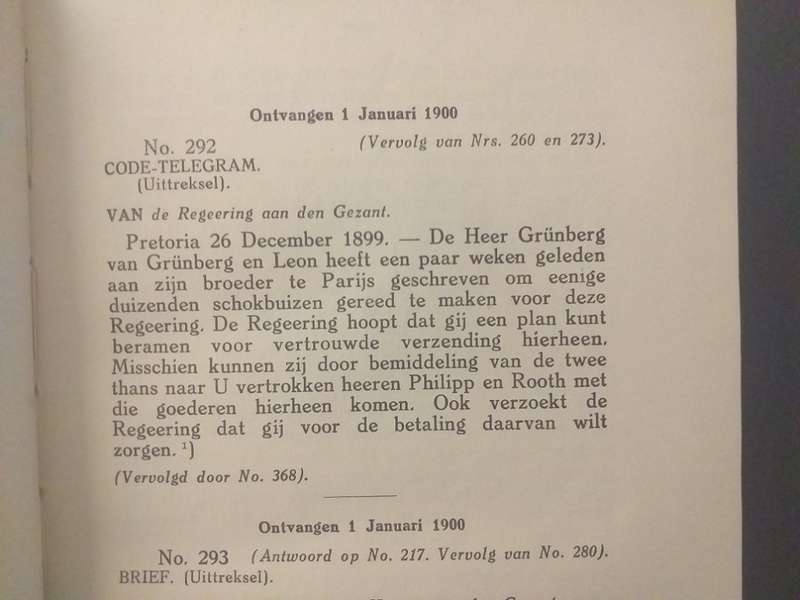 Ontvangen 1 Januari 1900
No. 292 (Vervolg van Nrs. 260 en 273).
CODE-TELEGRAM.
(Uittreksel).
VAN de Regeering aan den Gezant.
Pretoria 26 December 1899. — De Heer Grünberg
van Grünberg en Leon heeft een paar weken geleden
aan zijn broeder te Parijs geschreven om eenige
duizenden schokbuizen gereed te maken voor deze
Regeering. De Regeering hoopt dat gij een plan kunt
beramen voor vertrouwde verzending hierheen.
Misschien kunnen zij door bemiddeling van de twee
thans naar U vertrokken heeren Philipp en Rooth met
die goederen hierheen komen. Ook verzoekt de
Regeering dat gij voor de betaling daarvan wilt
zorgen. ¹)
(Vervolgd door No. 368).
Ontvangen 1 Januari 1900
No. 293 (Antwoord op No. 217. Vervolg van No. 280).
BRIEF. (Uittreksel).